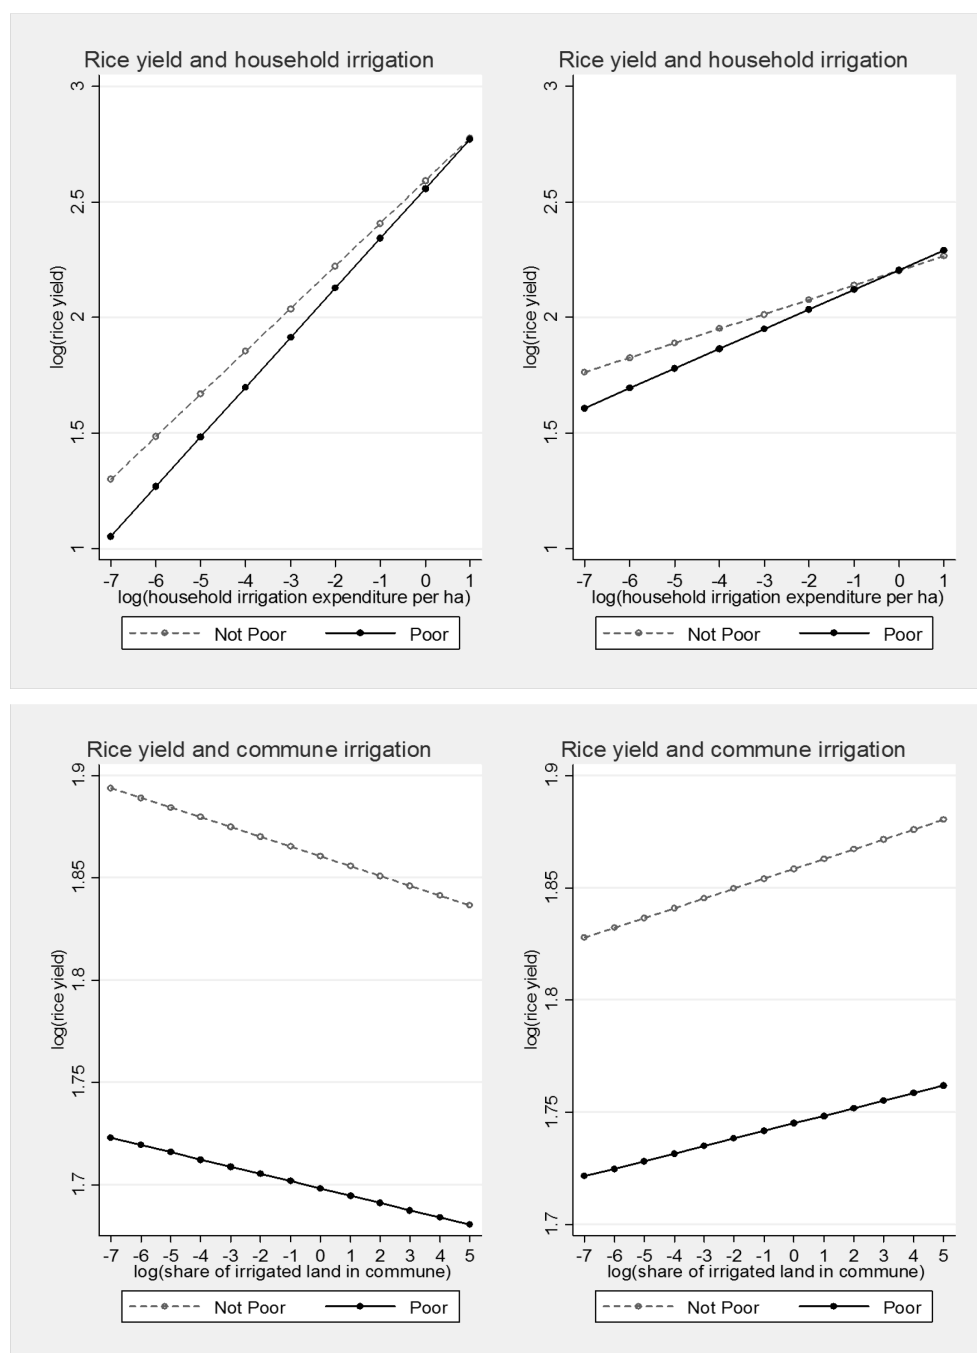 Rice yield and household irrigation
3
2.5
2
1.5
1
log(rice yield)
-7 -6 -5 -4 -3 -2 -1 0 1
log(household irrigation expenditure per ha)
Not Poor Poor
Rice yield and household irrigation
3
2.5
2
1.5
1
log(rice yield)
-7 -6 -5 -4 -3 -2 -1 0 1
log(household irrigation expenditure per ha)
Not Poor Poor
Rice yield and commune irrigation
1.9
1.85
1.8
1.75
1.7
log(rice yield)
-7 -6 -5 -4 -3 -2 -1 0 1 2 3 4 5
log(share of irrigated land in commune)
Not Poor Poor
Rice yield and commune irrigation
1.9
1.85
1.8
1.75
1.7
log(rice yield)
-7 -6 -5 -4 -3 -2 -1 0 1 2 3 4 5
log(share of irrigated land in commune)
Not Poor Poor